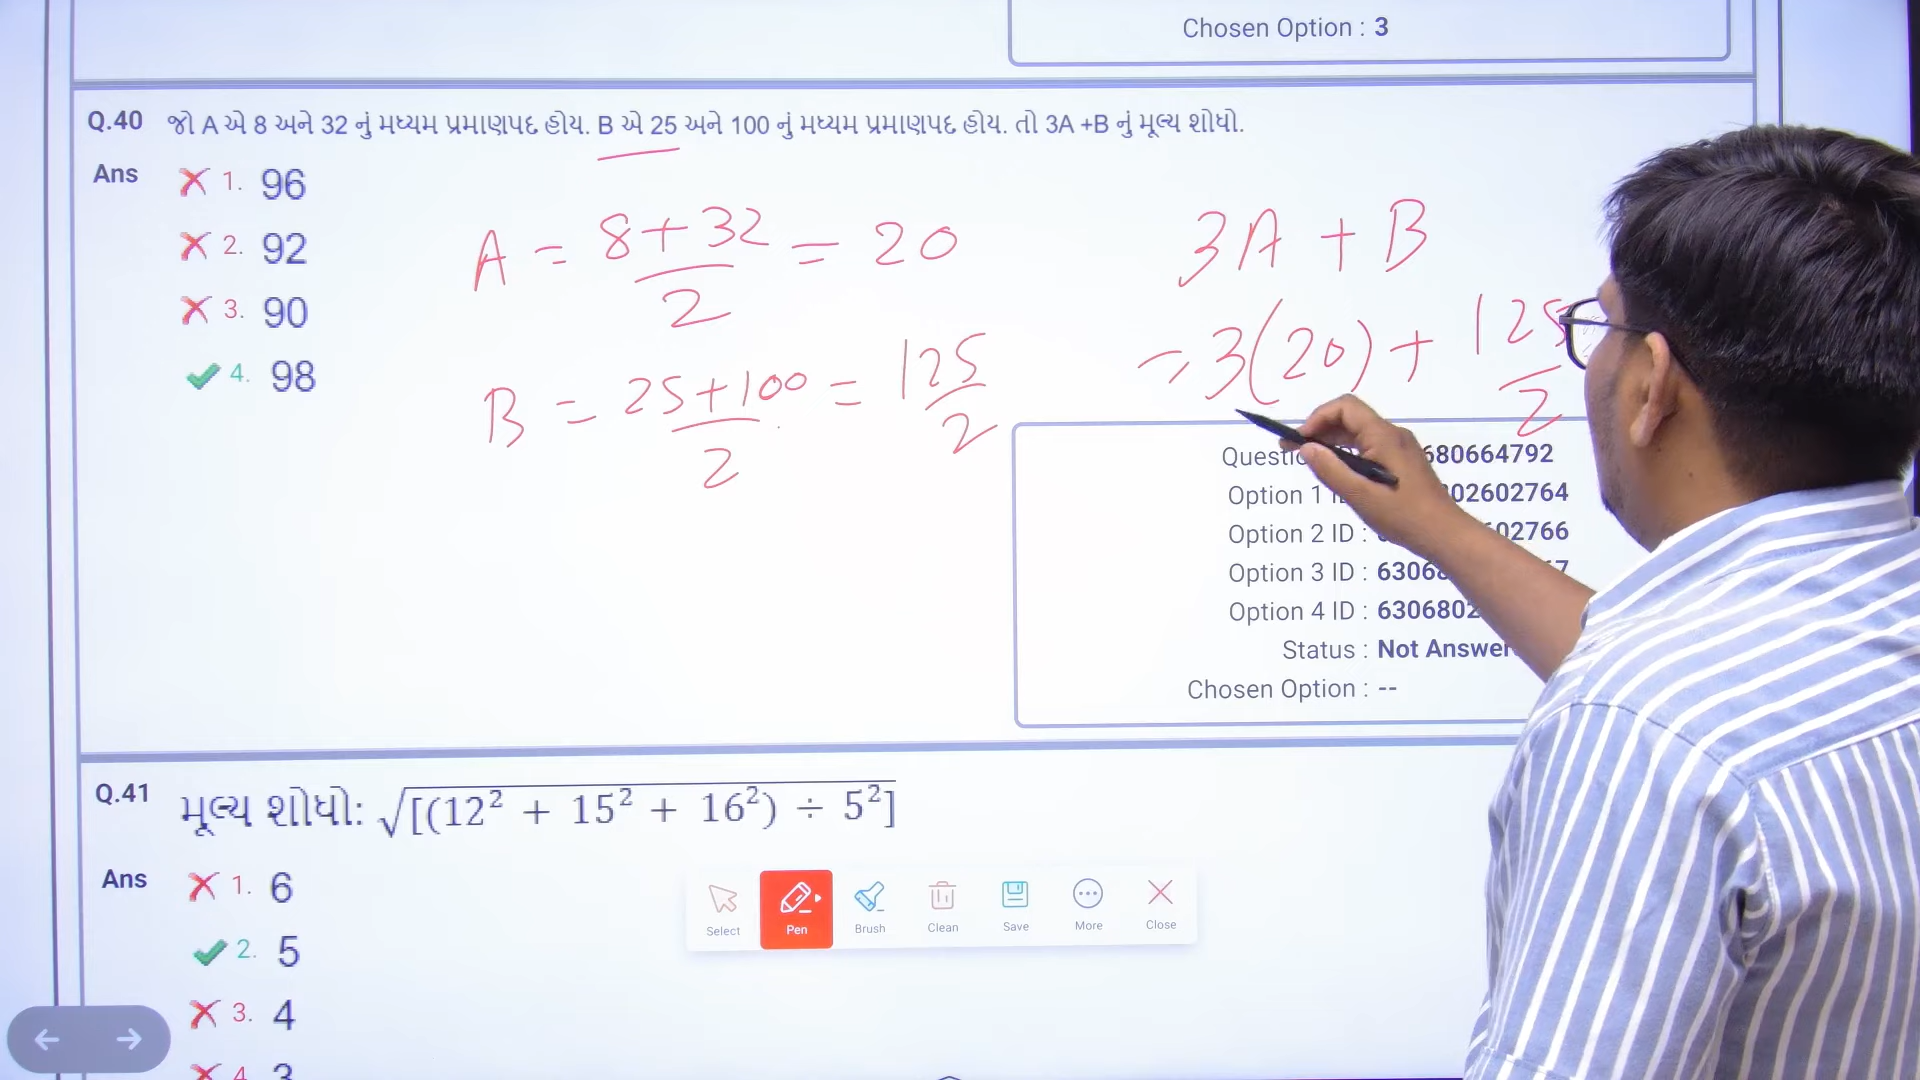 Chosen Option : 3
Q.40 જો A એ 8 અને 32 નું મધ્યમ પ્રમાણપદ હોય. B એ 25 અને 100 નું મધ્યમ પ્રમાણપદ હોય. તો 3A +B નું મૂલ્ય શોધો.
Ans 1. 96
2. 92
3. 90
4. 98
A = 8+32/2 = 20
B = 25+100/2 = 125/2
3A + B
= 3(20) + 125/2
680664792
Option 1
02602764
Option 2 ID : 02766
Option 3 ID : 6306
Option 4 ID : 630680
Status : Not Answer
Chosen Option : --
Q.41 મૂલ્ય શોધો: √[(12² + 15² + 16²) ÷ 5²]
Ans 1. 6
2. 5
3. 4
4. 3
Select Pen Brush Clean Save More Close